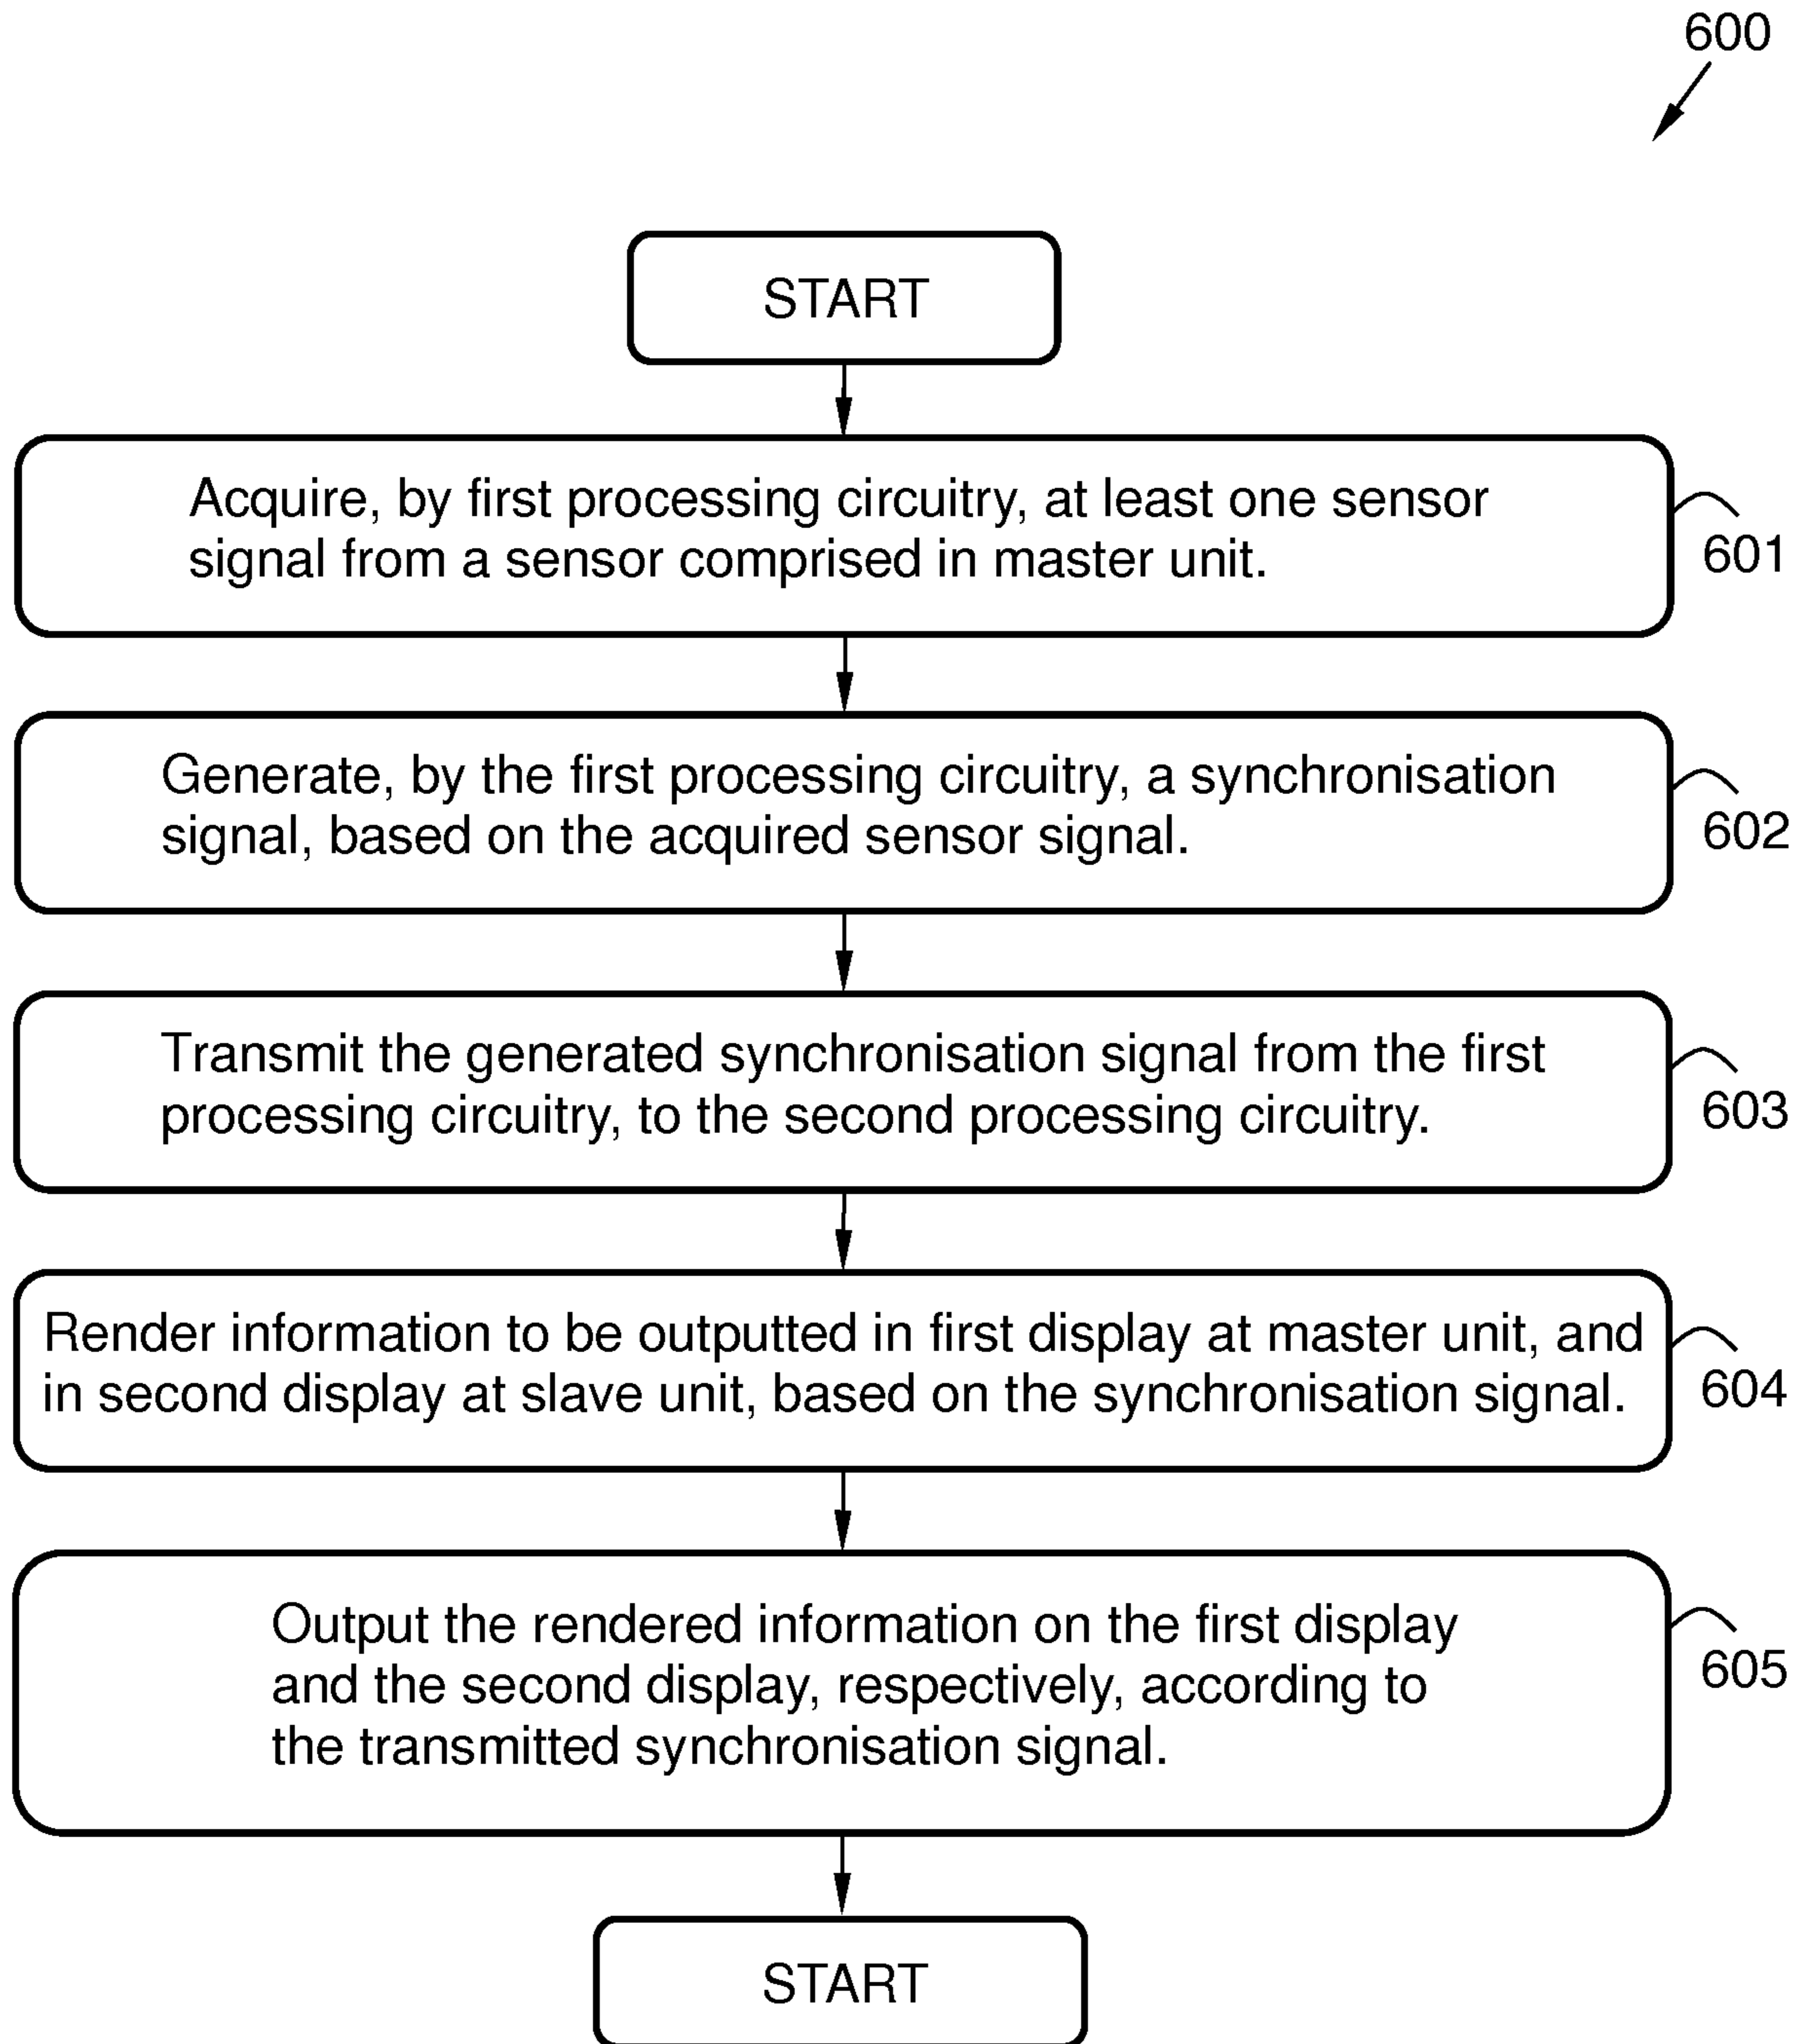 600
START
Acquire, by first processing circuitry, at least one sensor
signal from a sensor comprised in master unit.
601
Generate, by the first processing circuitry, a synchronisation
signal, based on the acquired sensor signal.
602
Transmit the generated synchronisation signal from the first
processing circuitry, to the second processing circuitry.
603
Render information to be outputted in first display at master unit, and
in second display at slave unit, based on the synchronisation signal.
604
Output the rendered information on the first display
and the second display, respectively, according to
the transmitted synchronisation signal.
605
START